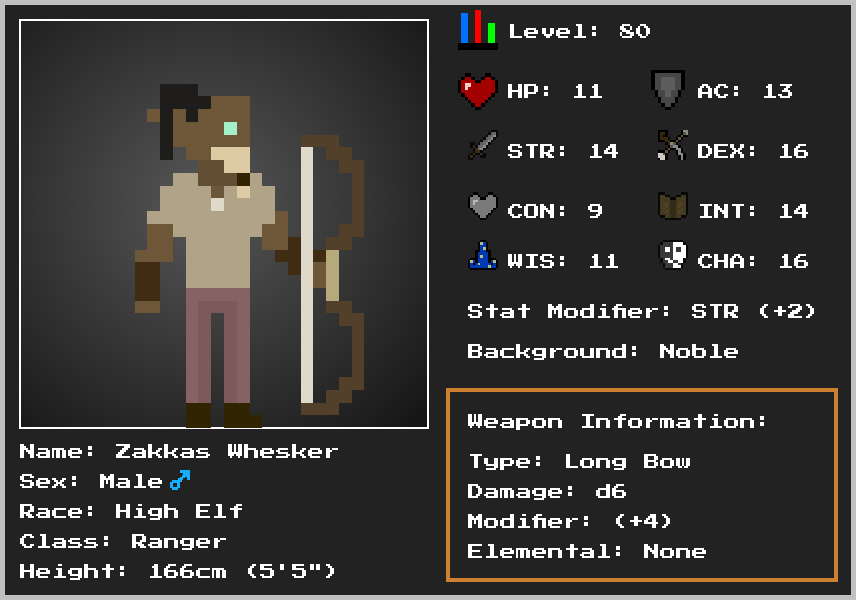 Level: 80
HP: 11 AC: 13
STR: 14 DEX: 16
CON: 9 INT: 14
WIS: 11 CHA: 16
Stat Modifier: STR (+2)
Background: Noble
Weapon Information:
Type: Long Bow
Damage: d6
Modifier: (+4)
Elemental: None
Name: Zakkas Whesker
Sex: Male ♂
Race: High Elf
Class: Ranger
Height: 166cm (5'5")